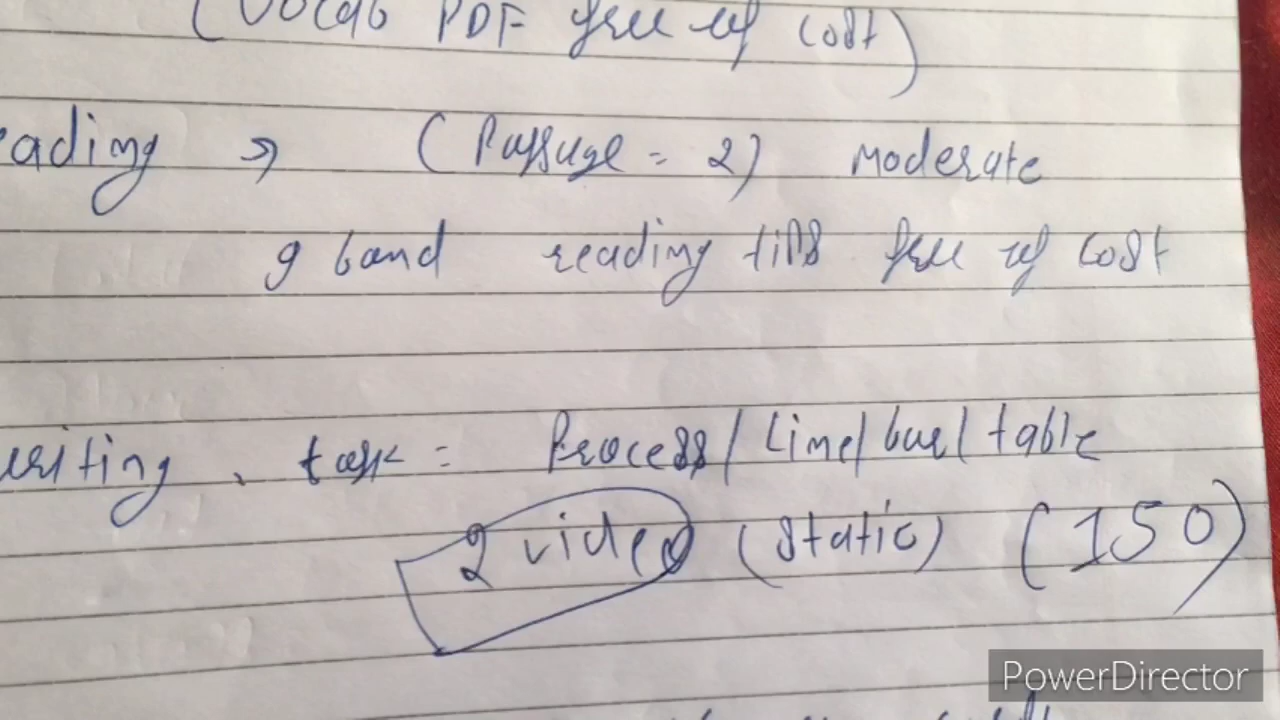 (Vocab PDF free of cost)
eading → (Passage = 2) Moderate
9 band reading tips free of cost
writing, task = Process/Line/bar/table
2 video (static) (150)
PowerDirector